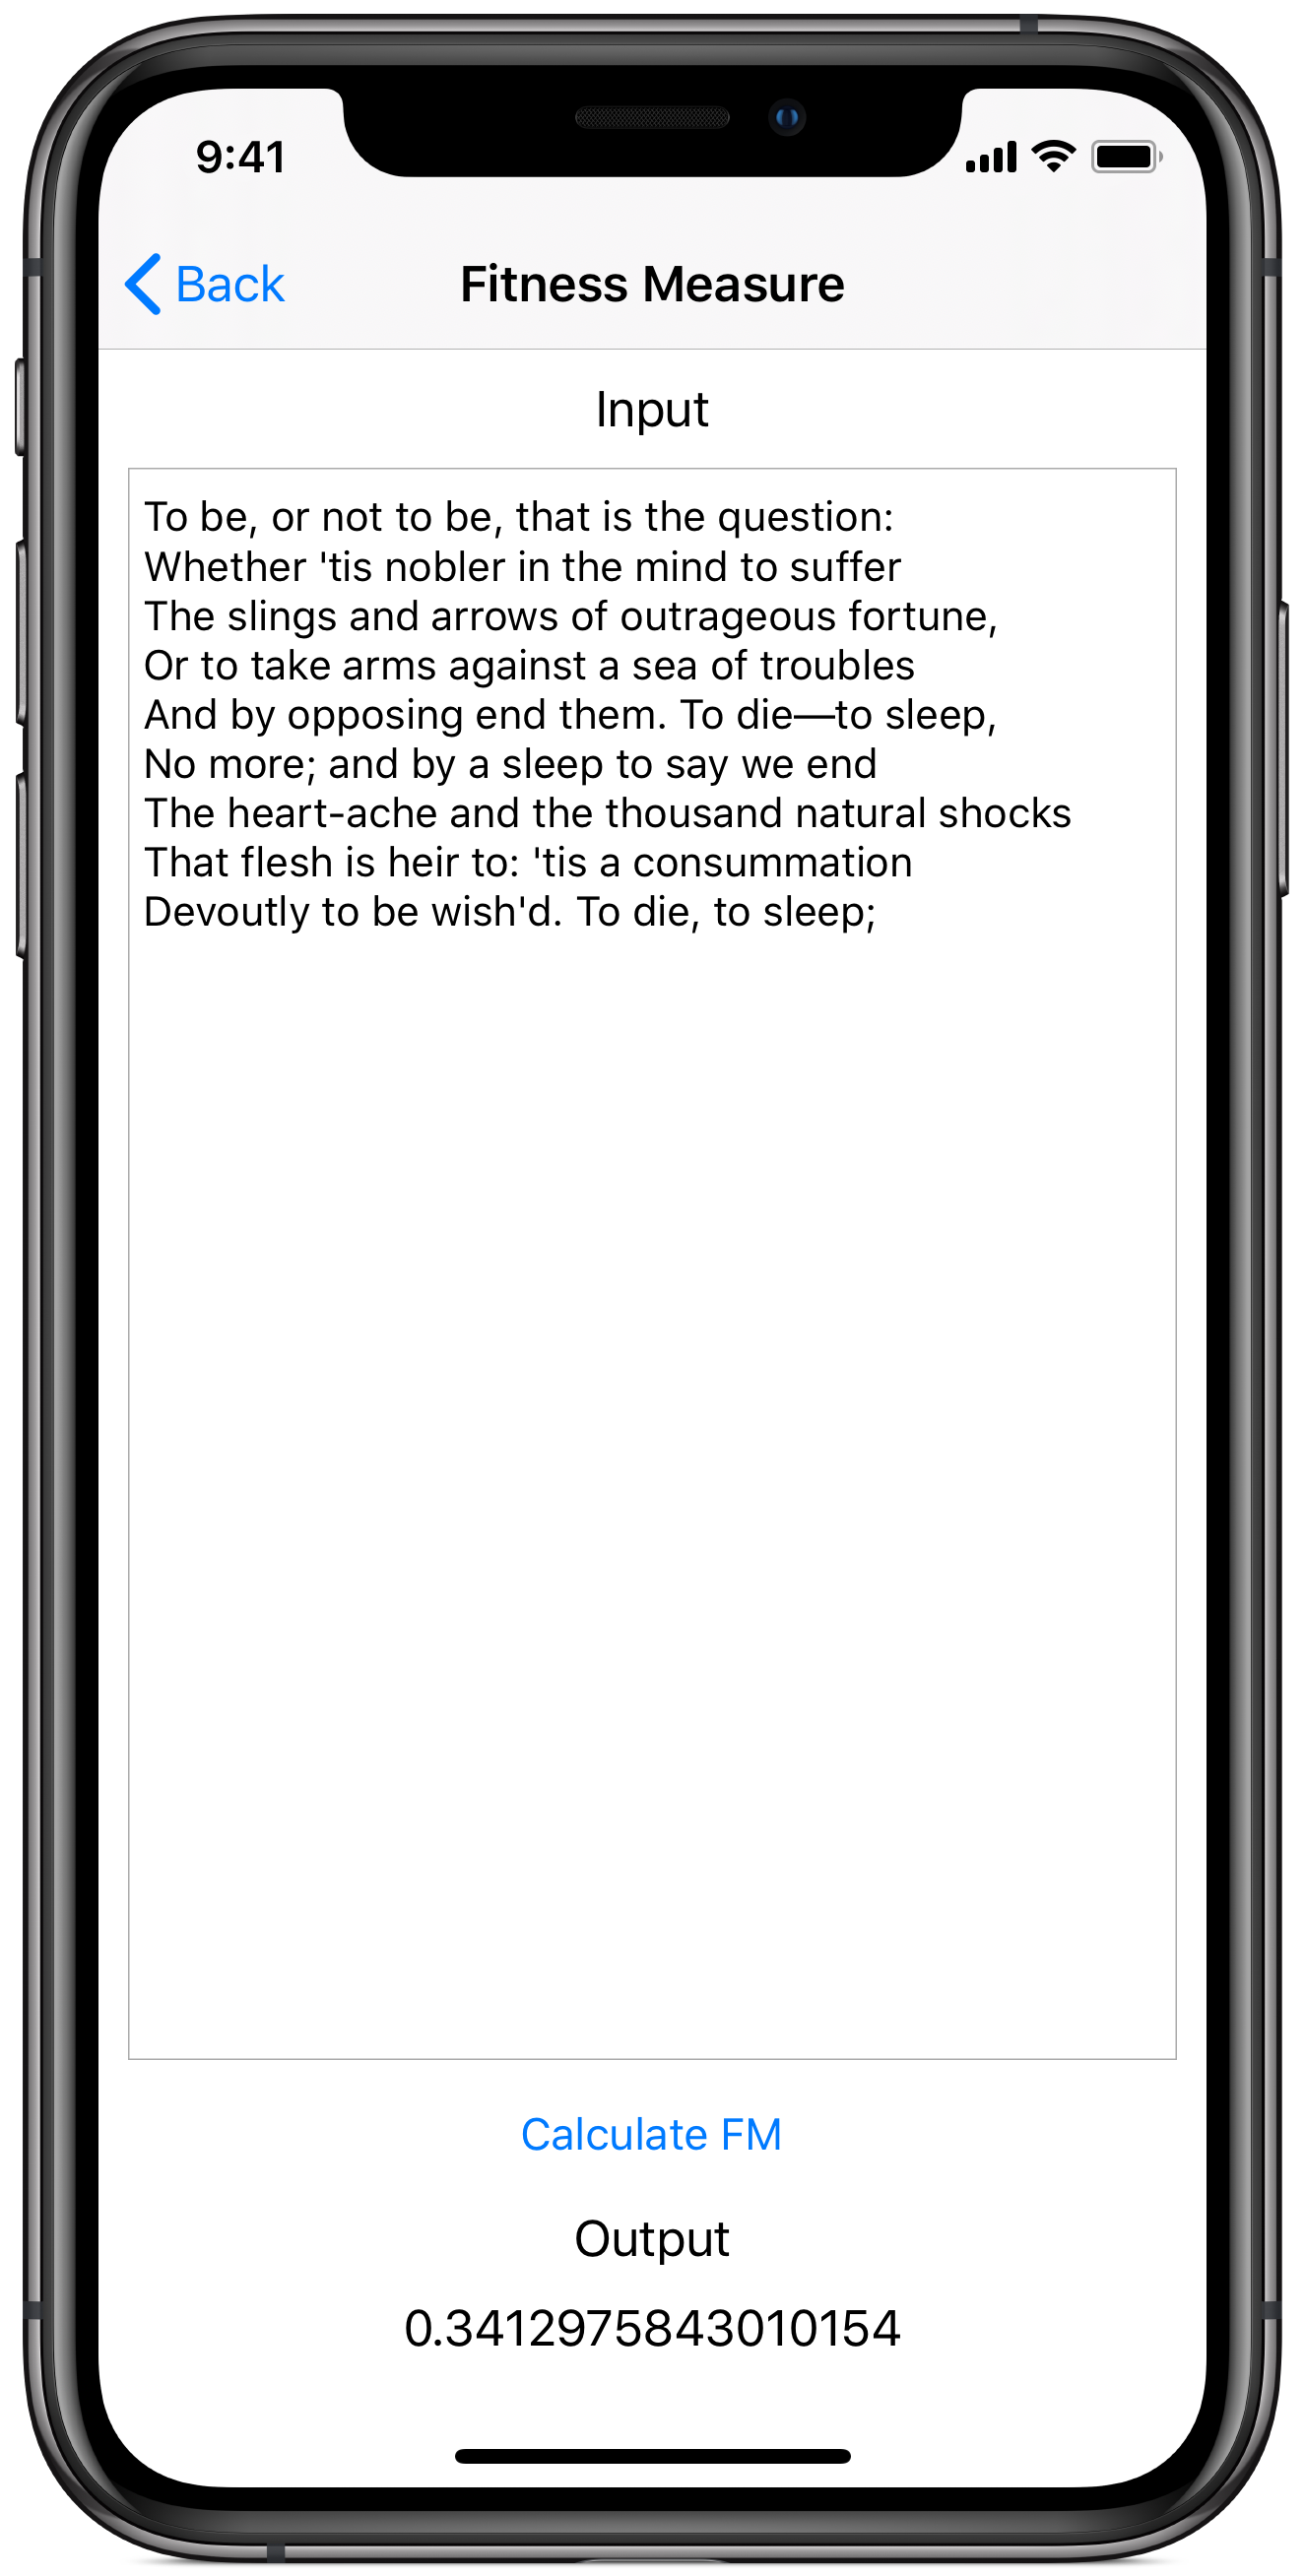 9:41
Back
Fitness Measure
Input
To be, or not to be, that is the question:
Whether 'tis nobler in the mind to suffer
The slings and arrows of outrageous fortune,
Or to take arms against a sea of troubles
And by opposing end them. To die—to sleep,
No more; and by a sleep to say we end
The heart-ache and the thousand natural shocks
That flesh is heir to: 'tis a consummation
Devoutly to be wish'd. To die, to sleep;
Calculate FM
Output
0.3412975843010154